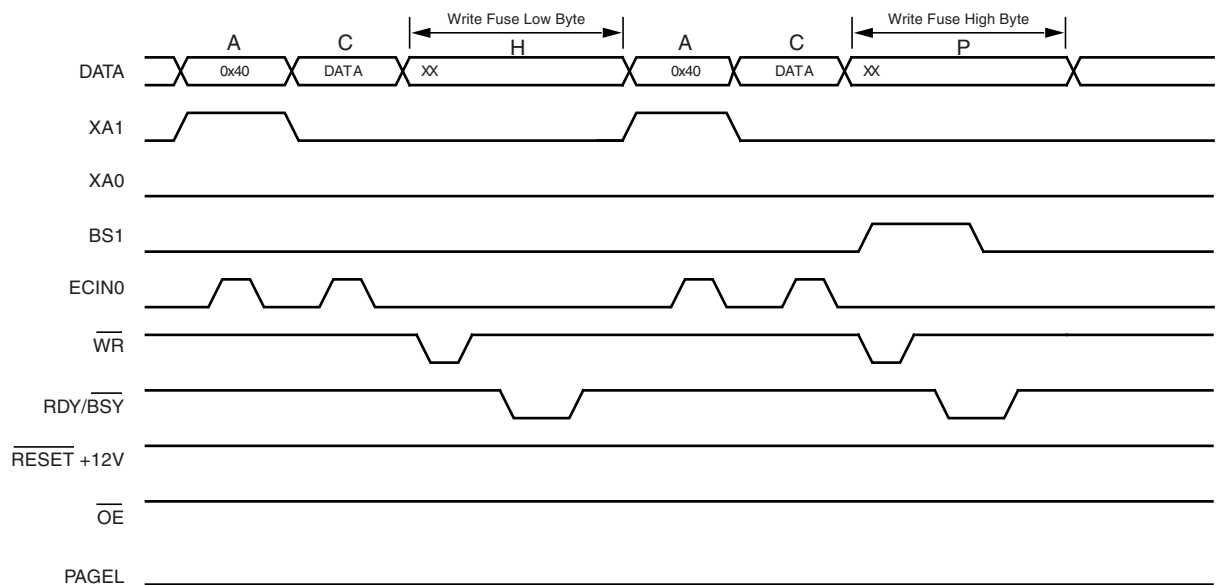 Write Fuse Low Byte
Write Fuse High Byte
A
C
H
A
C
P
DATA
0x40
DATA
XX
0x40
DATA
XX
XA1
XA0
BS1
ECIN0
WR
RDY/BSY
RESET +12V
OE
PAGEL